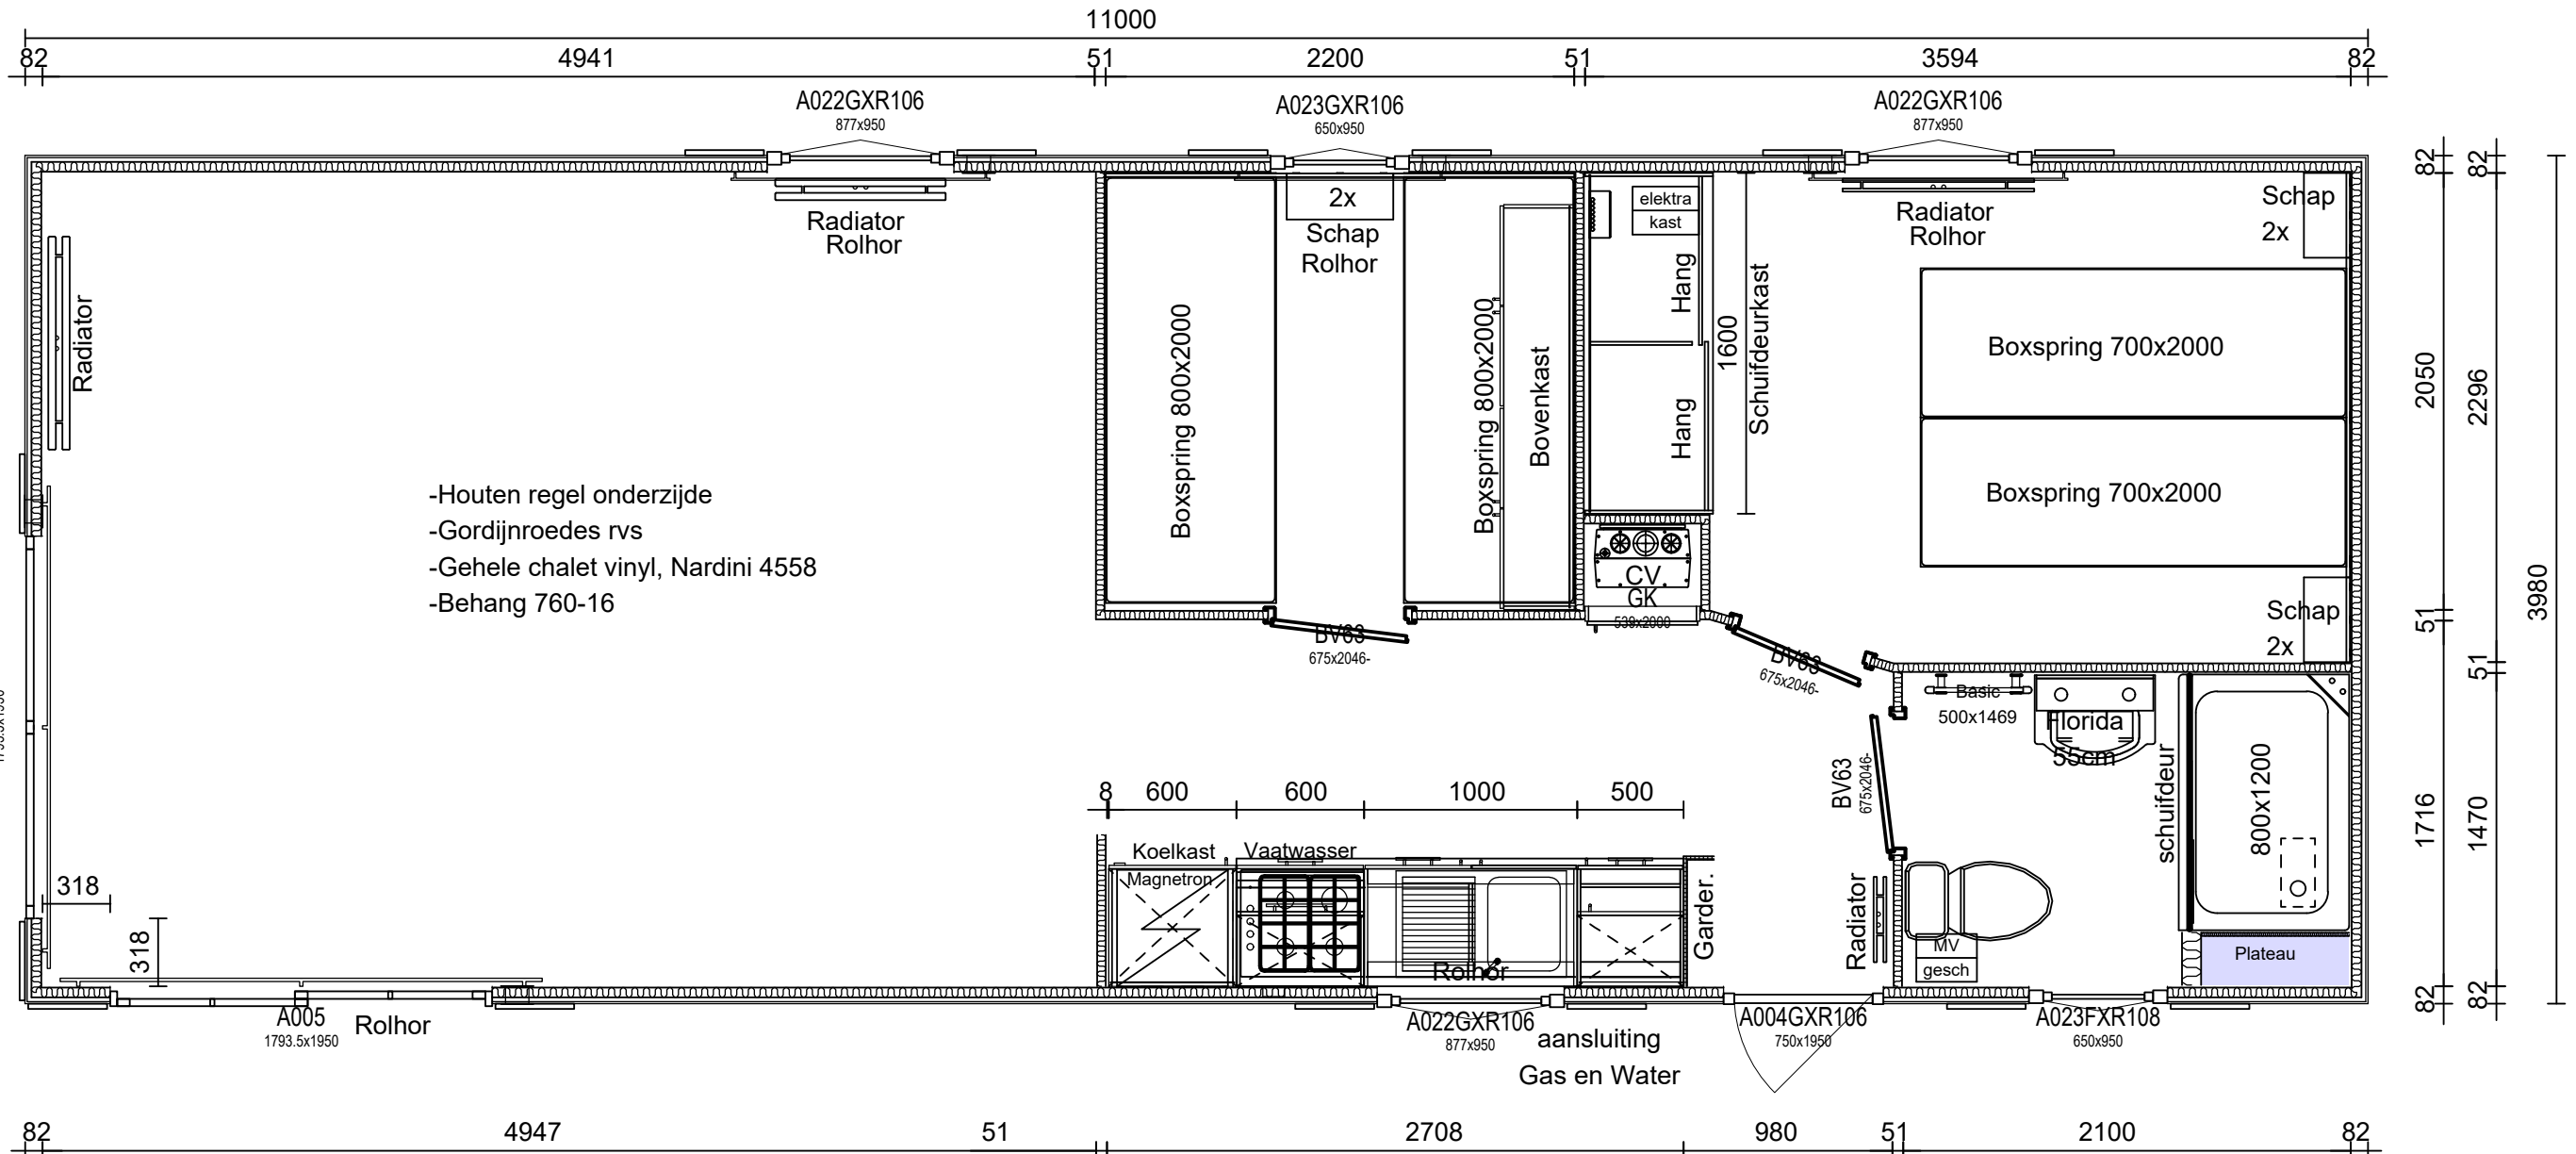 11000
82 4941 51 2200 51 3594 82
A022GXR106
877x950
A023GXR106
650x950
A022GXR106
877x950
Radiator
Rolhor
2x
Schap
Rolhor
elektra
kast
Radiator
Rolhor
Schap
2x
Radiator
Boxspring 800x2000
Boxspring 800x2000
Bovenkast
Hang
Hang
1600
Schuifdeurkast
Boxspring 700x2000
Boxspring 700x2000
-Houten regel onderzijde
-Gordijnroedes rvs
-Gehele chalet vinyl, Nardini 4558
-Behang 760-16
CV
GK
539x2000
Schap
2x
BV63
675x2046-
BV63
675x2046-
Basic
500x1469
Florida
55cm
BV63
675x2046-
schuifdeur
800x1200
8 600 600 1000 500
Koelkast
Magnetron
Vaatwasser
Rolhor
Garder.
Radiator
MV
gesch
Plateau
318
318
A005
1793.5x1950
Rolhor
A022GXR106
877x950
aansluiting
Gas en Water
A004GXR106
750x1950
A023FXR108
650x950
82 4947 51 2708 980 51 2100 82
82
2050
51
1716
82
82
2296
51
1470
82
3980